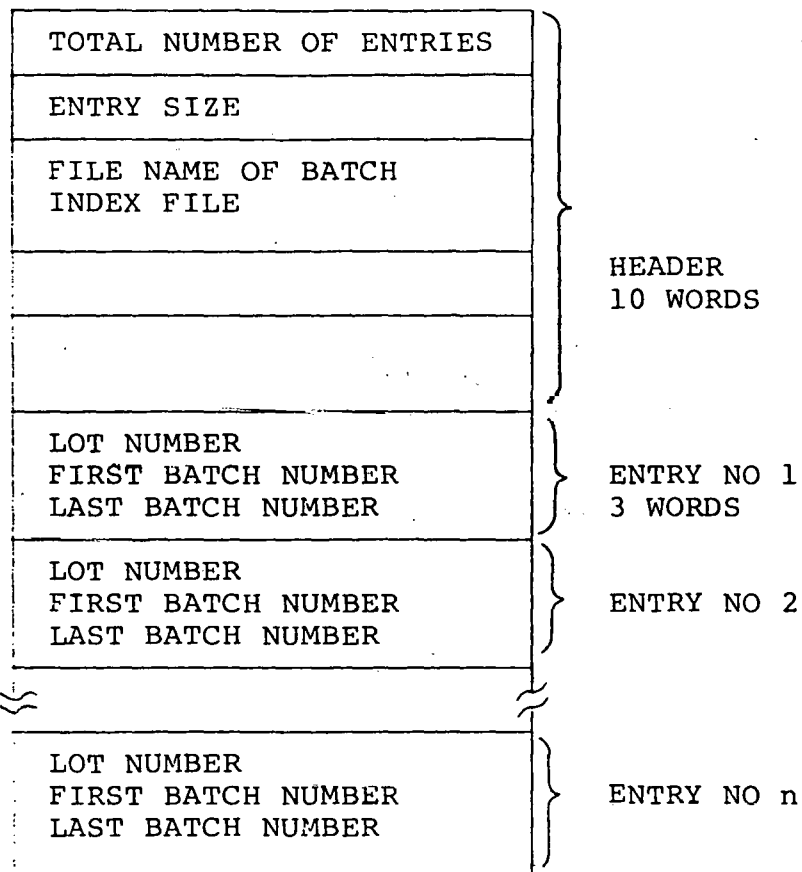 TOTAL NUMBER OF ENTRIES
ENTRY SIZE
FILE NAME OF BATCH
INDEX FILE
HEADER
10 WORDS
LOT NUMBER
FIRST BATCH NUMBER
LAST BATCH NUMBER
ENTRY NO 1
3 WORDS
LOT NUMBER
FIRST BATCH NUMBER
LAST BATCH NUMBER
ENTRY NO 2
LOT NUMBER
FIRST BATCH NUMBER
LAST BATCH NUMBER
ENTRY NO n